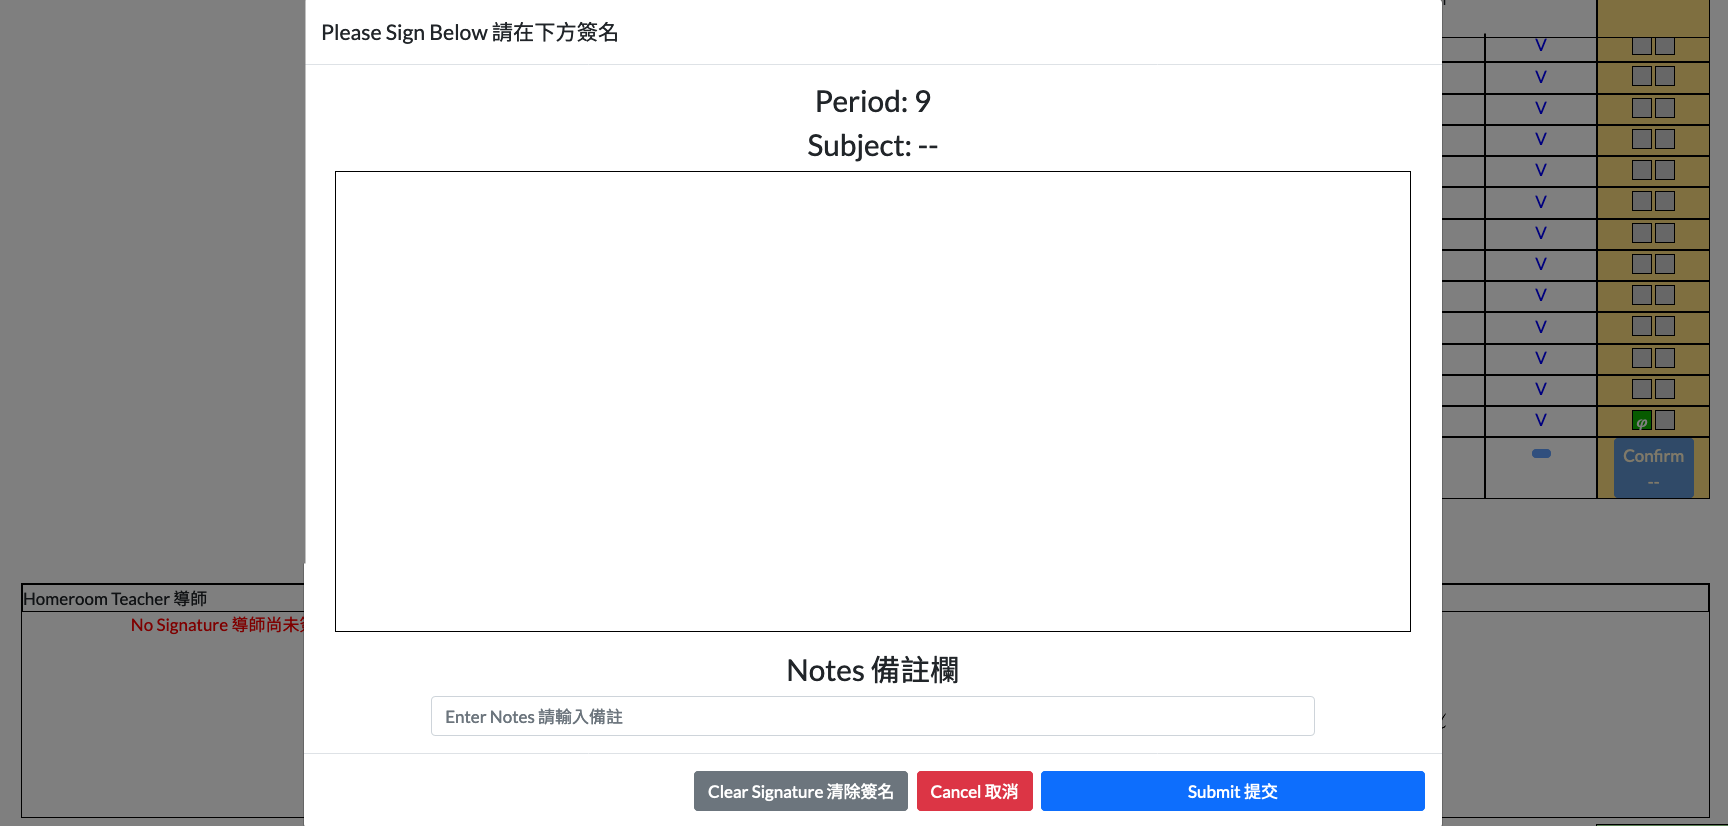 Please Sign Below 請在下方簽名
Period: 9
Subject: --
Notes 備註欄
Enter Notes 請輸入備註
Clear Signature 清除簽名
Cancel 取消
Submit 提交
V
V
V
V
V
V
V
V
V
V
V
V
V φ
Confirm
--
Homeroom Teacher 導師
No Signature 導師尚未